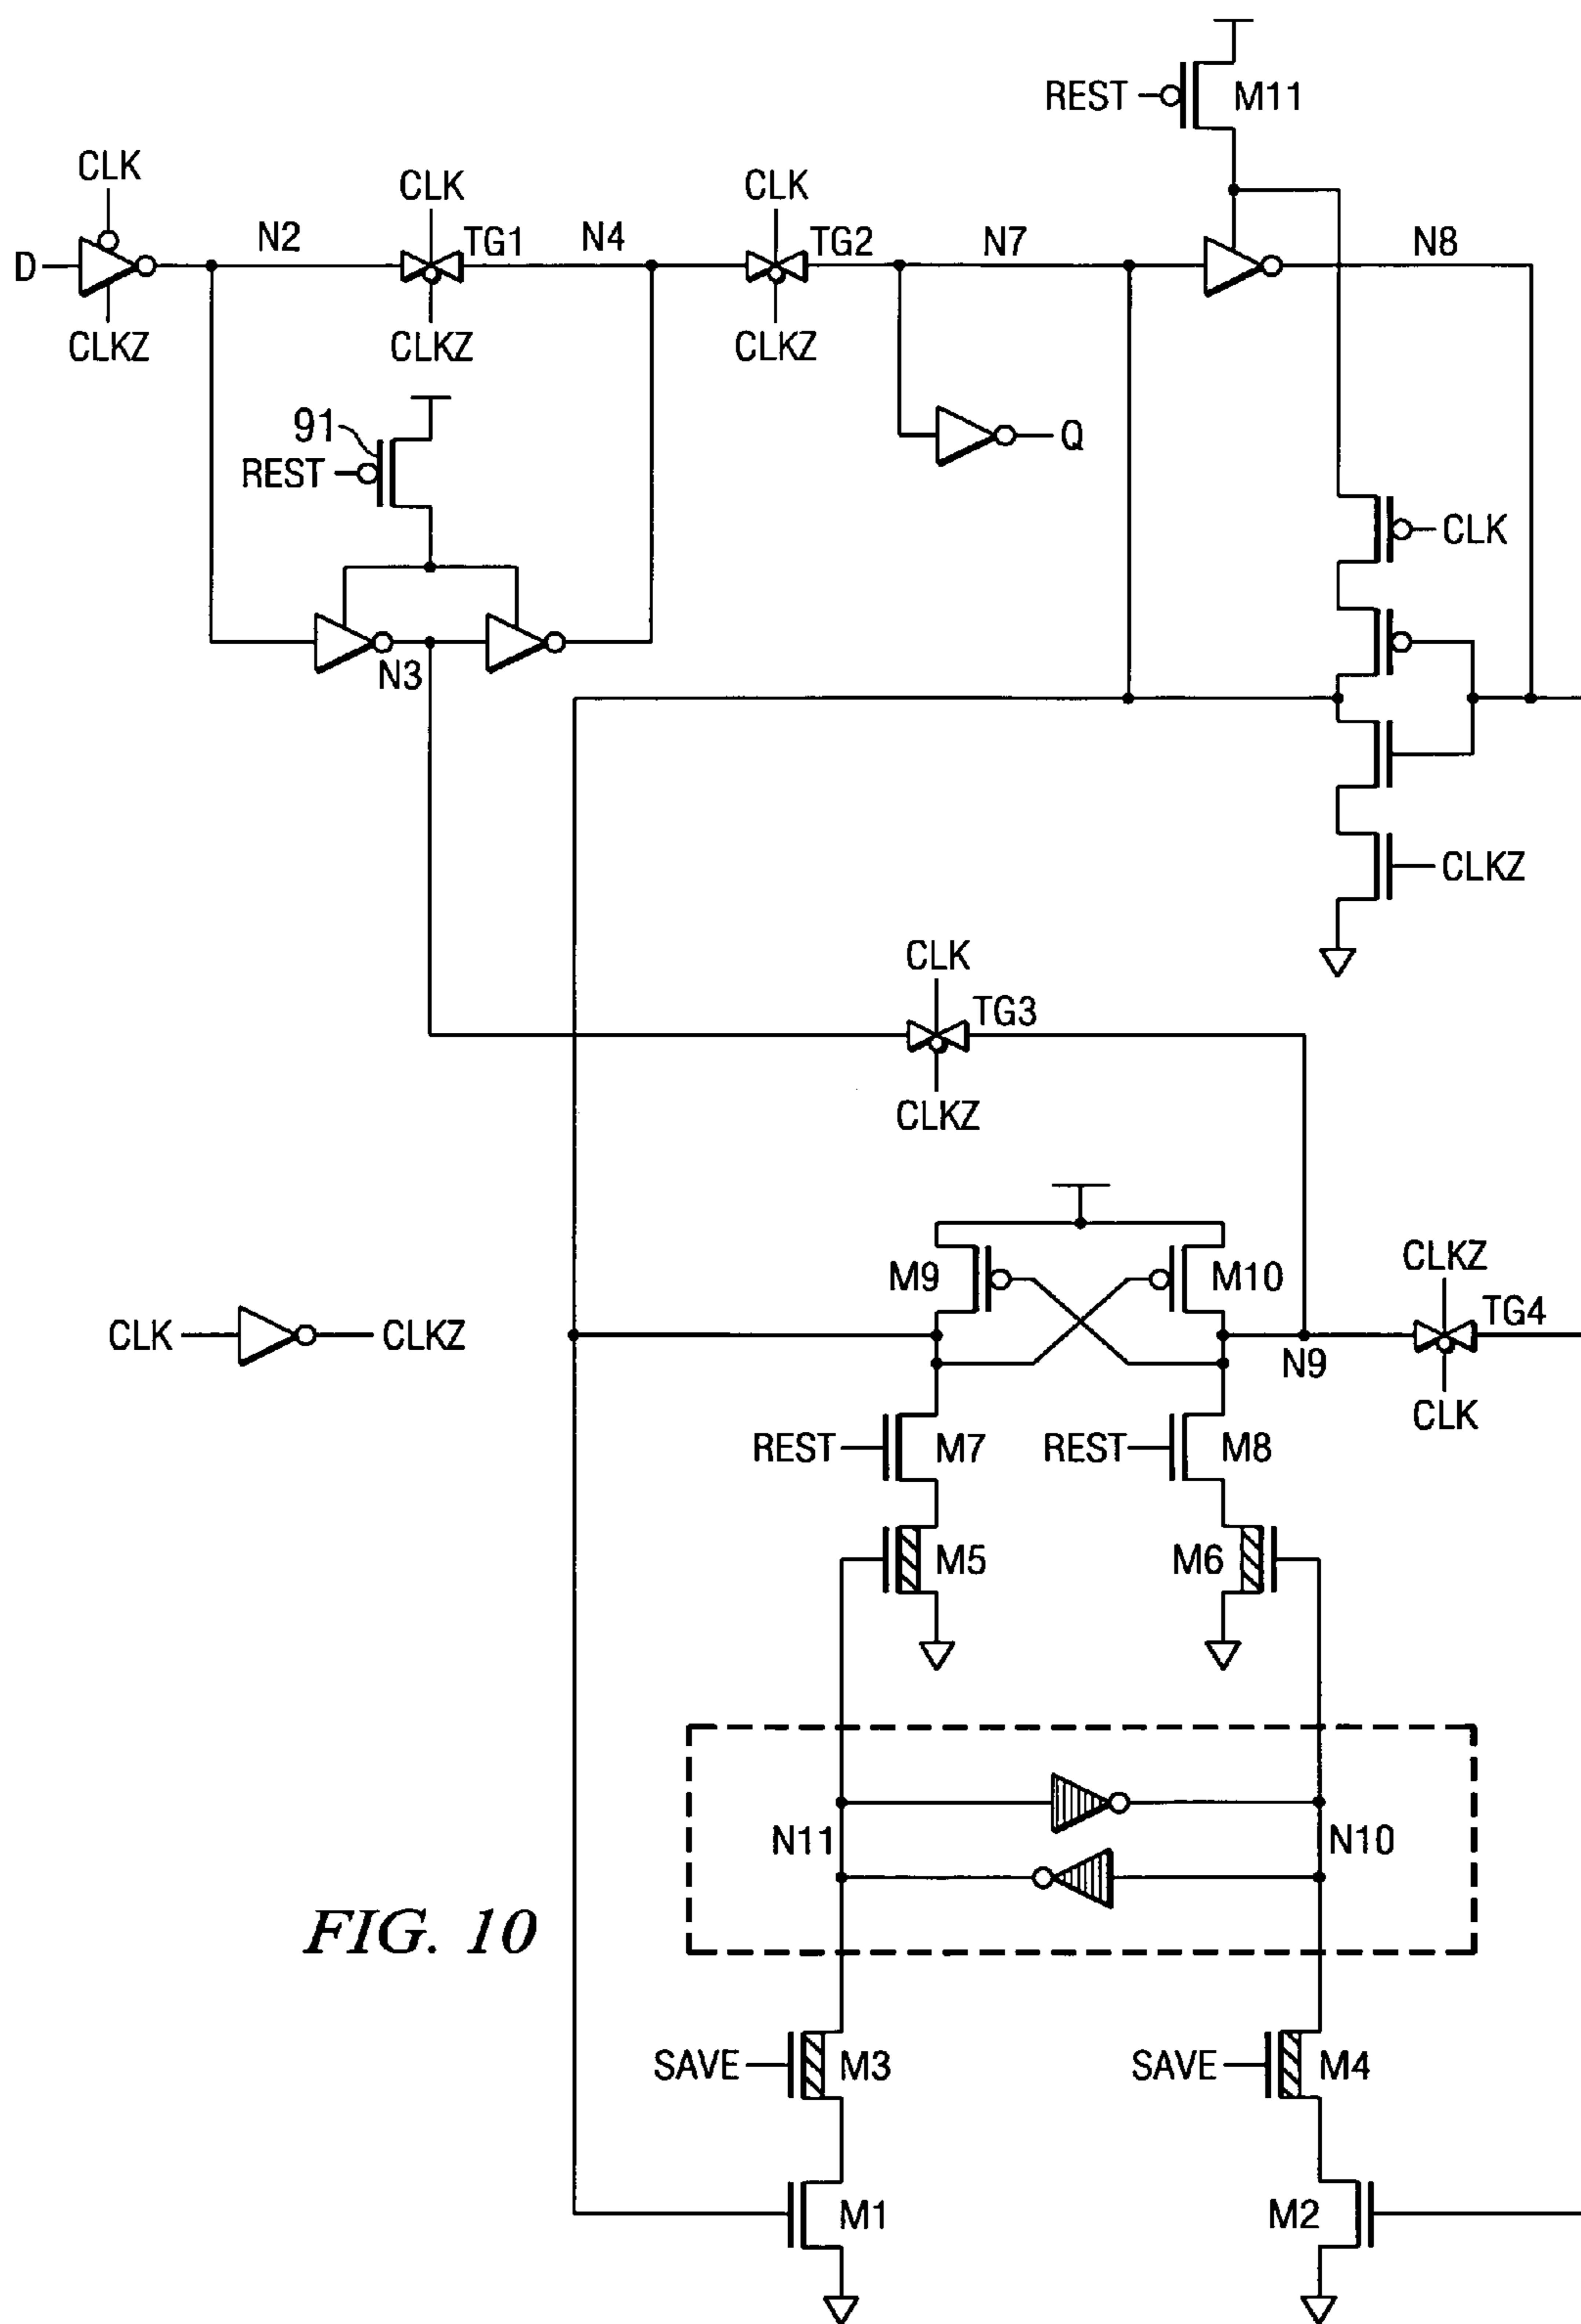 REST
M11
CLK
CLK
CLK
D
N2
TG1
N4
TG2
N7
N8
CLKZ
CLKZ
CLKZ
91
REST
Q
CLK
N3
CLKZ
CLK
TG3
CLKZ
CLK
CLKZ
M9
M10
CLKZ
TG4
N9
CLK
REST
M7
REST
M8
M5
M6
N11
N10
FIG. 10
SAVE
M3
SAVE
M4
M1
M2